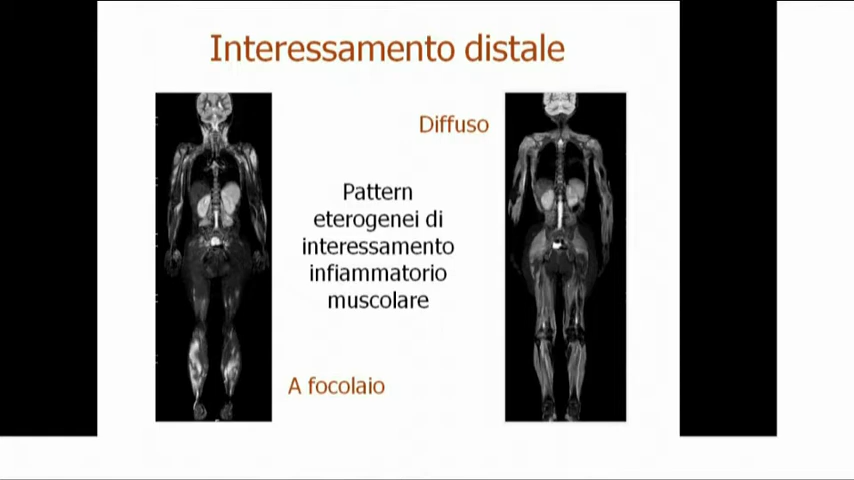 Interessamento distale
Diffuso
Pattern
eterogenei di
interessamento
infiammatorio
muscolare
A focolaio